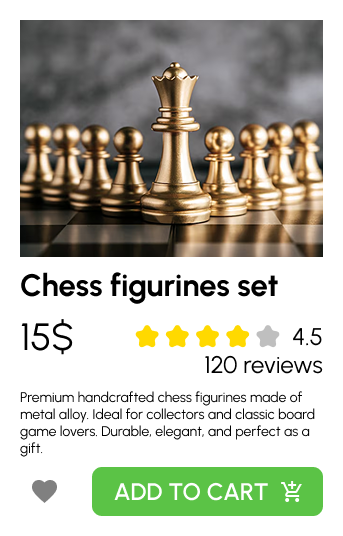 Chess figurines set
15$
4.5
120 reviews
Premium handcrafted chess figurines made of
metal alloy. Ideal for collectors and classic board
game lovers. Durable, elegant, and perfect as a
gift.
ADD TO CART